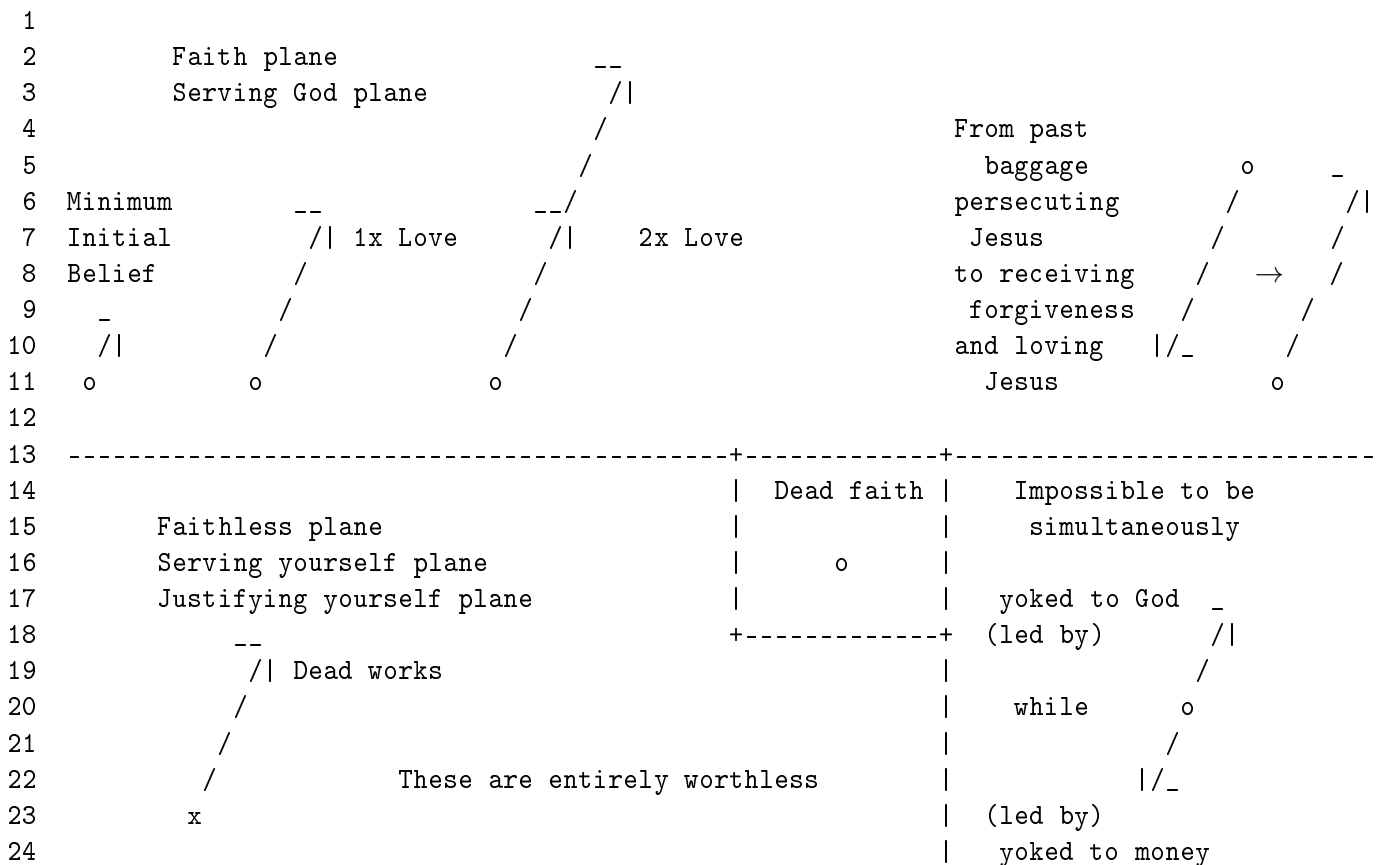 1
2 Faith plane __
3 Serving God plane /|
4 / From past
5 / baggage o _
6 Minimum __ __/ persecuting / /|
7 Initial /| 1x Love /| 2x Love Jesus / /
8 Belief / / to receiving / → /
9 _ / / forgiveness / /
10 /| / / and loving |/_ /
11 o o o Jesus o
12
13 --------------------------------------------+-------------+----------------------------
14 | Dead faith | Impossible to be
15 Faithless plane | | simultaneously
16 Serving yourself plane | o |
17 Justifying yourself plane | | yoked to God _
18 __ +-------------+ (led by) /|
19 /| Dead works | /
20 / | while o
21 / | /
22 / These are entirely worthless | |/_
23 x | (led by)
24 | yoked to money